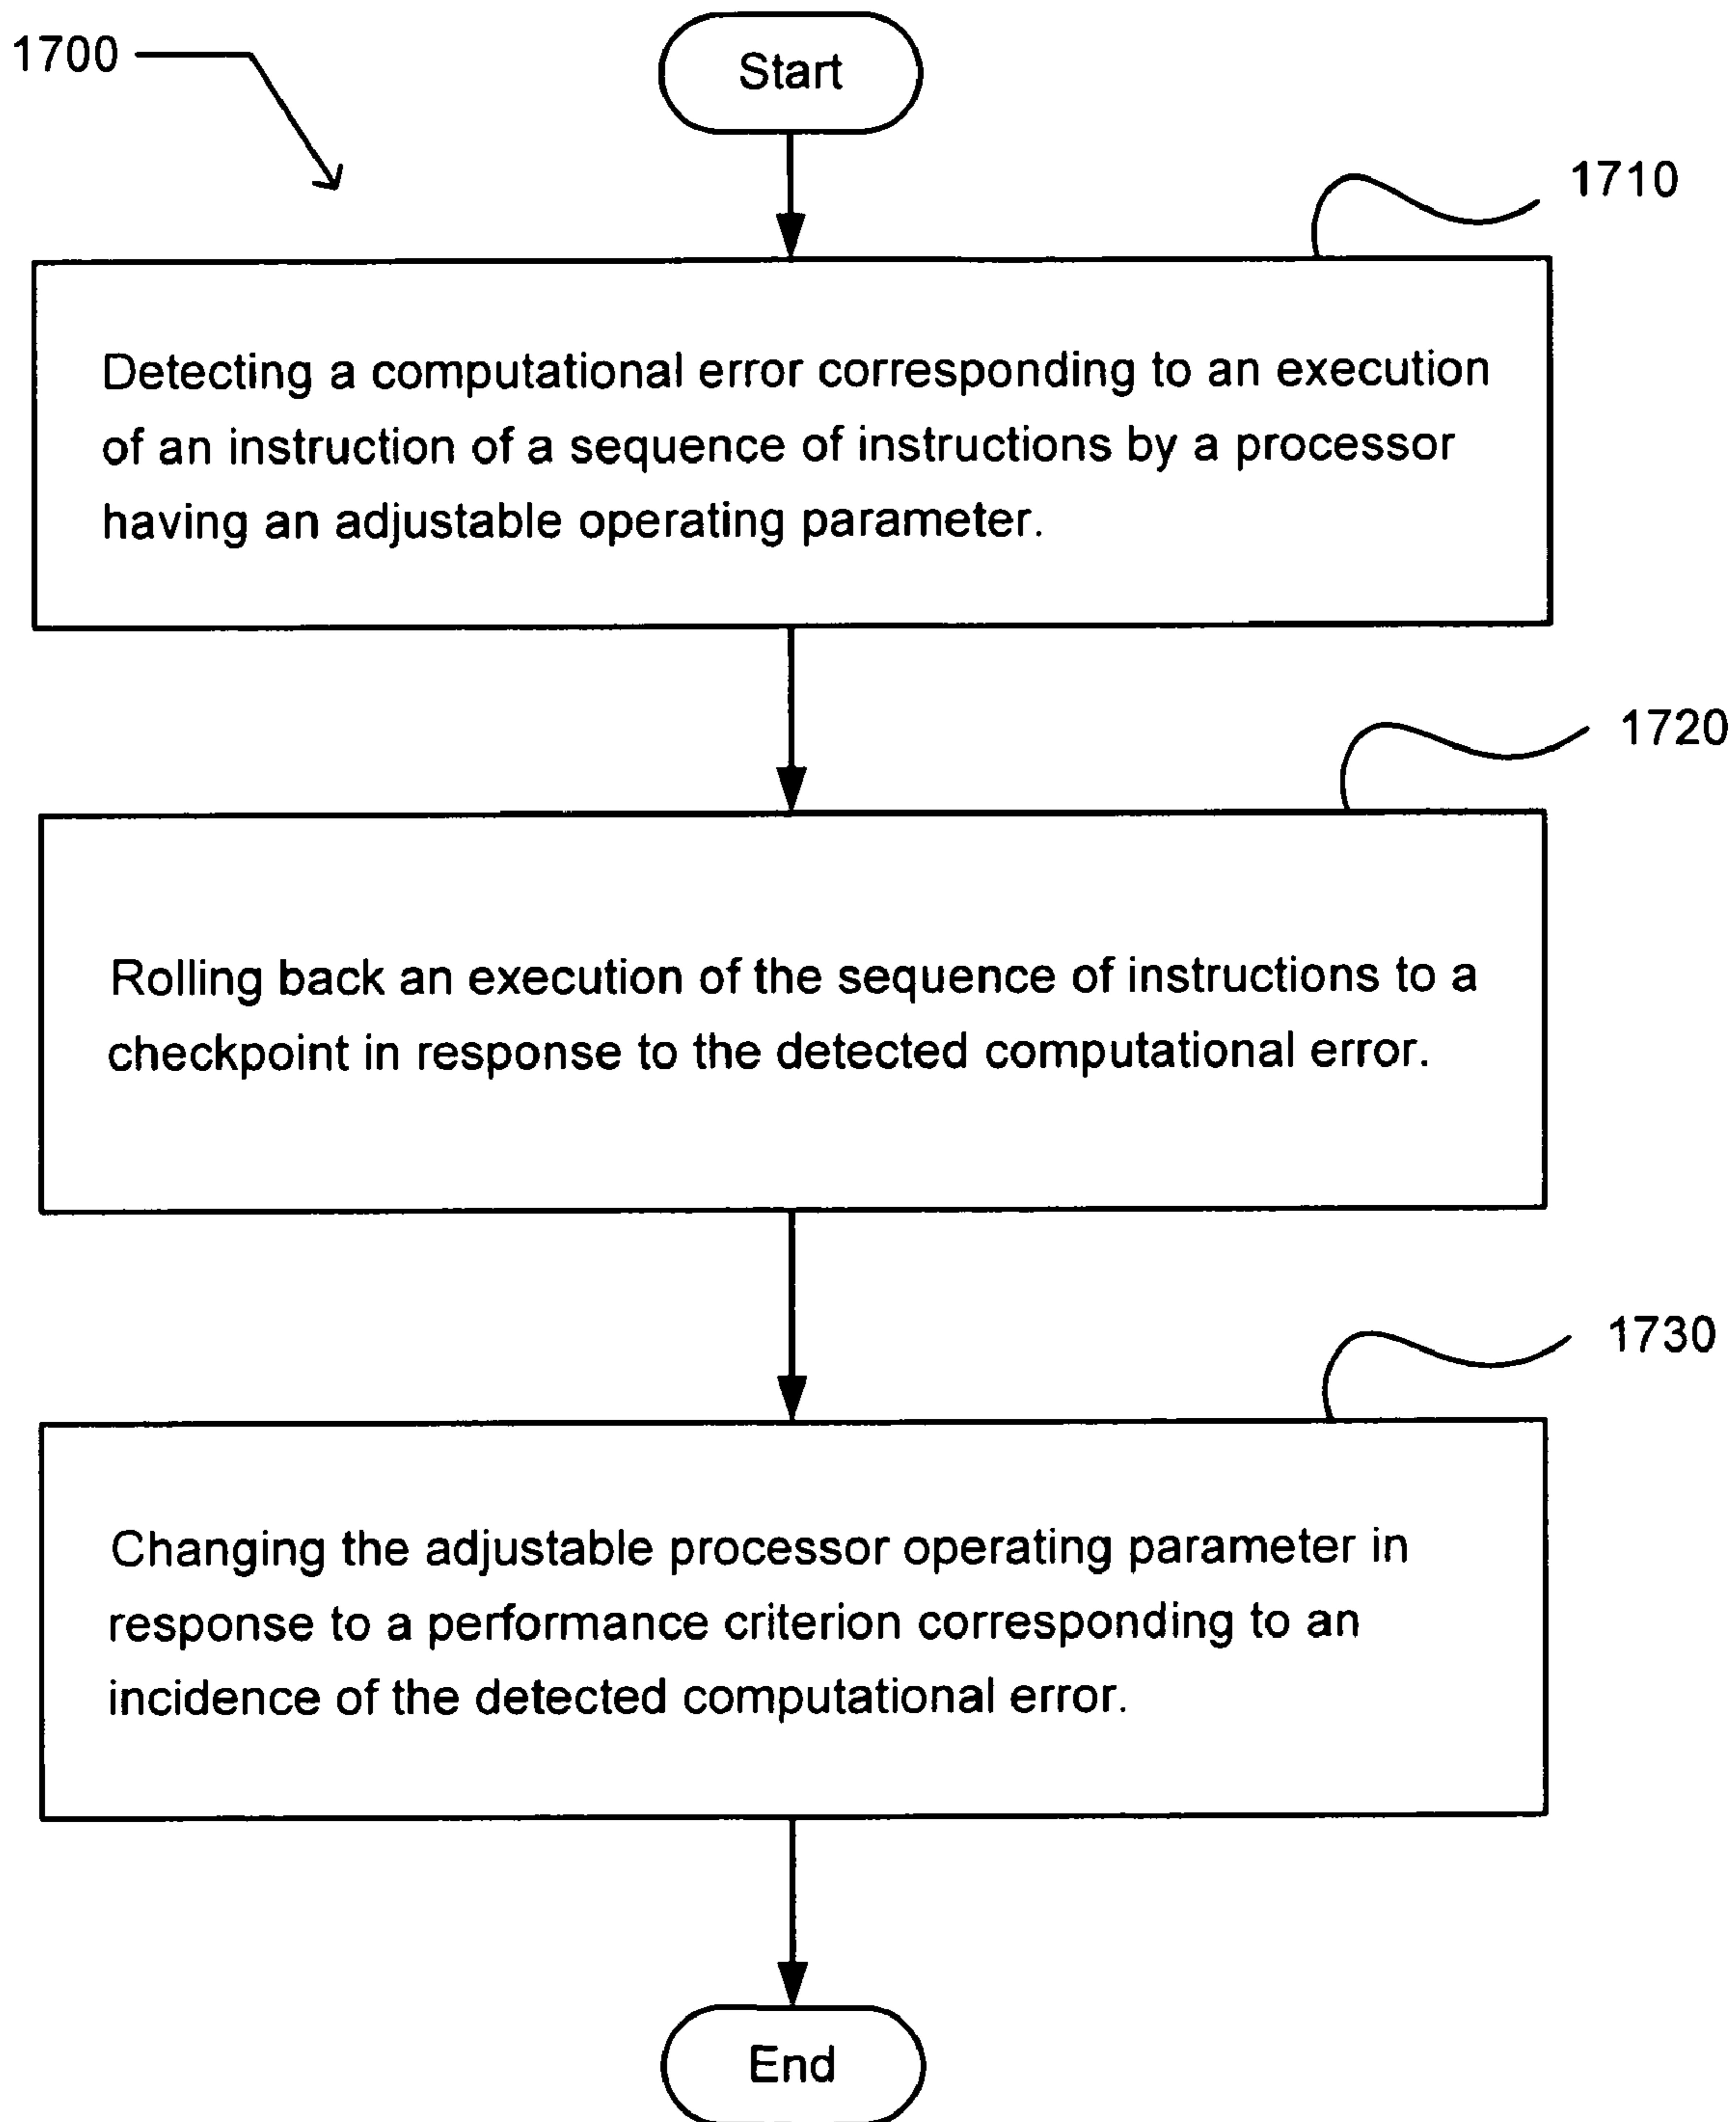 1700
Start
1710
Detecting a computational error corresponding to an execution
of an instruction of a sequence of instructions by a processor
having an adjustable operating parameter.
1720
Rolling back an execution of the sequence of instructions to a
checkpoint in response to the detected computational error.
1730
Changing the adjustable processor operating parameter in
response to a performance criterion corresponding to an
incidence of the detected computational error.
End